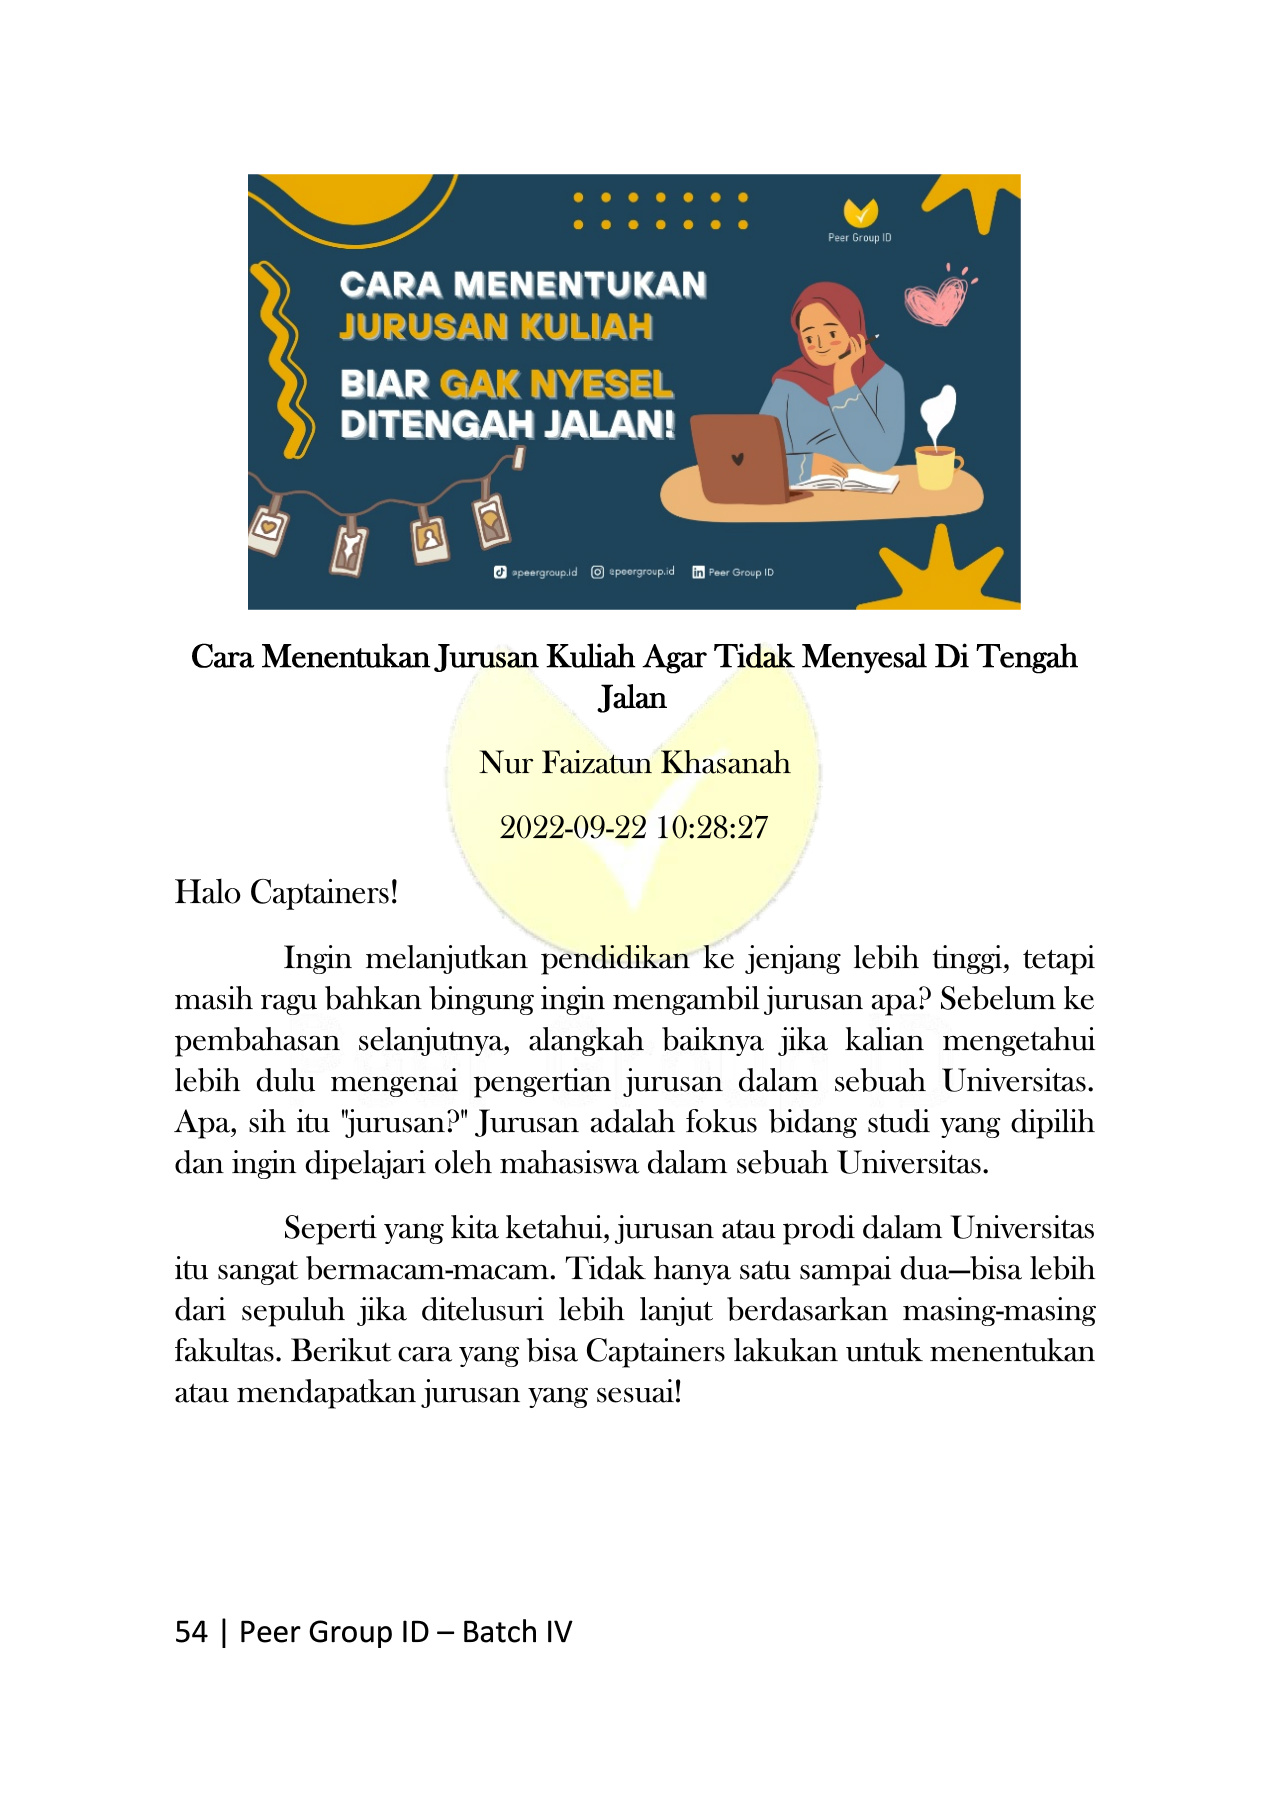 Peer Group ID
CARA MENENTUKAN
JURUSAN KULIAH
BIAR GAK NYESEL
DITENGAH JALAN!
@peergroup.id @peergroup.id Peer Group ID
Cara Menentukan Jurusan Kuliah Agar Tidak Menyesal Di Tengah
Jalan
Nur Faizatun Khasanah
2022-09-22 10:28:27
Halo Captainers!
Ingin melanjutkan pendidikan ke jenjang lebih tinggi, tetapi
masih ragu bahkan bingung ingin mengambil jurusan apa? Sebelum ke
pembahasan selanjutnya, alangkah baiknya jika kalian mengetahui
lebih dulu mengenai pengertian jurusan dalam sebuah Universitas.
Apa, sih itu "jurusan?" Jurusan adalah fokus bidang studi yang dipilih
dan ingin dipelajari oleh mahasiswa dalam sebuah Universitas.
Seperti yang kita ketahui, jurusan atau prodi dalam Universitas
itu sangat bermacam-macam. Tidak hanya satu sampai dua—bisa lebih
dari sepuluh jika ditelusuri lebih lanjut berdasarkan masing-masing
fakultas. Berikut cara yang bisa Captainers lakukan untuk menentukan
atau mendapatkan jurusan yang sesuai!
54 | Peer Group ID – Batch IV